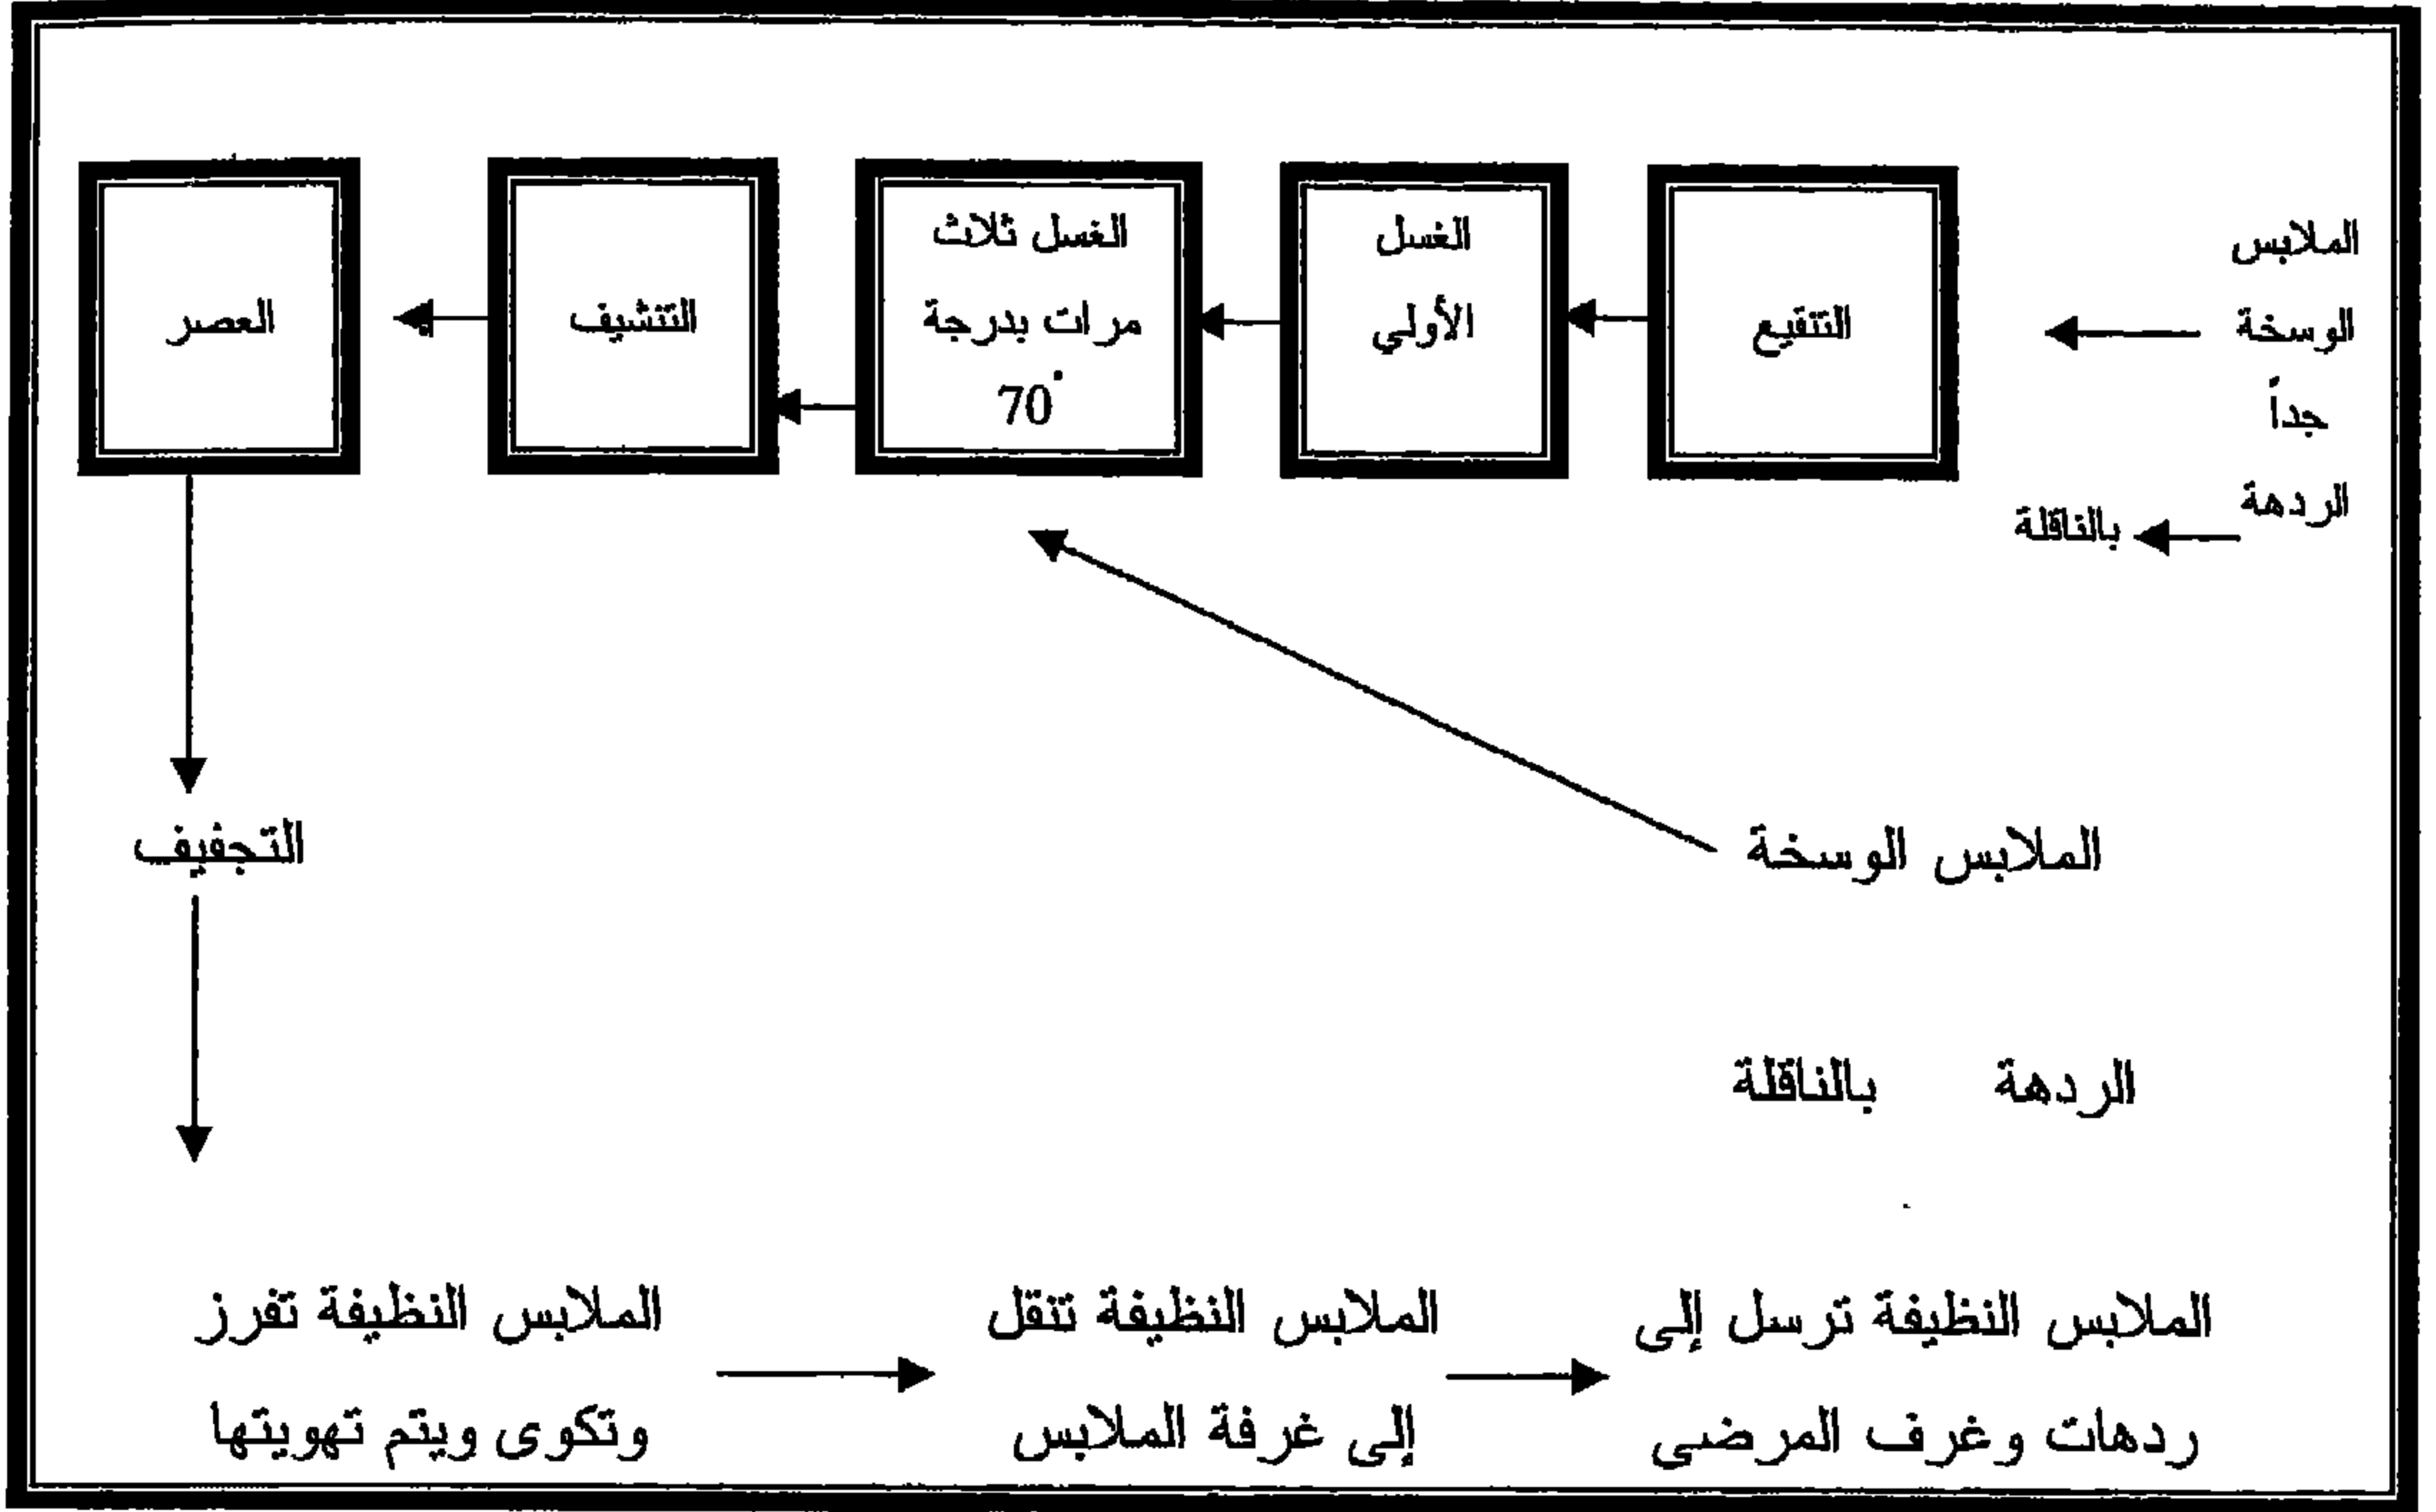 الملابس
الوسخة
جداً
الردهة
بالناقلة
التنقيع
الغسل
الأولي
الغسل ثلاث
مرات بدرجة
70°
التنشيف
العصر
التجفيف
الملابس الوسخة
الردهة بالناقلة
الملابس النظيفة تفرز
وتكوى ويتم تهويتها
الملابس النظيفة تنقل
إلى غرفة الملابس
الملابس النظيفة ترسل إلى
ردهات وغرف المرضى